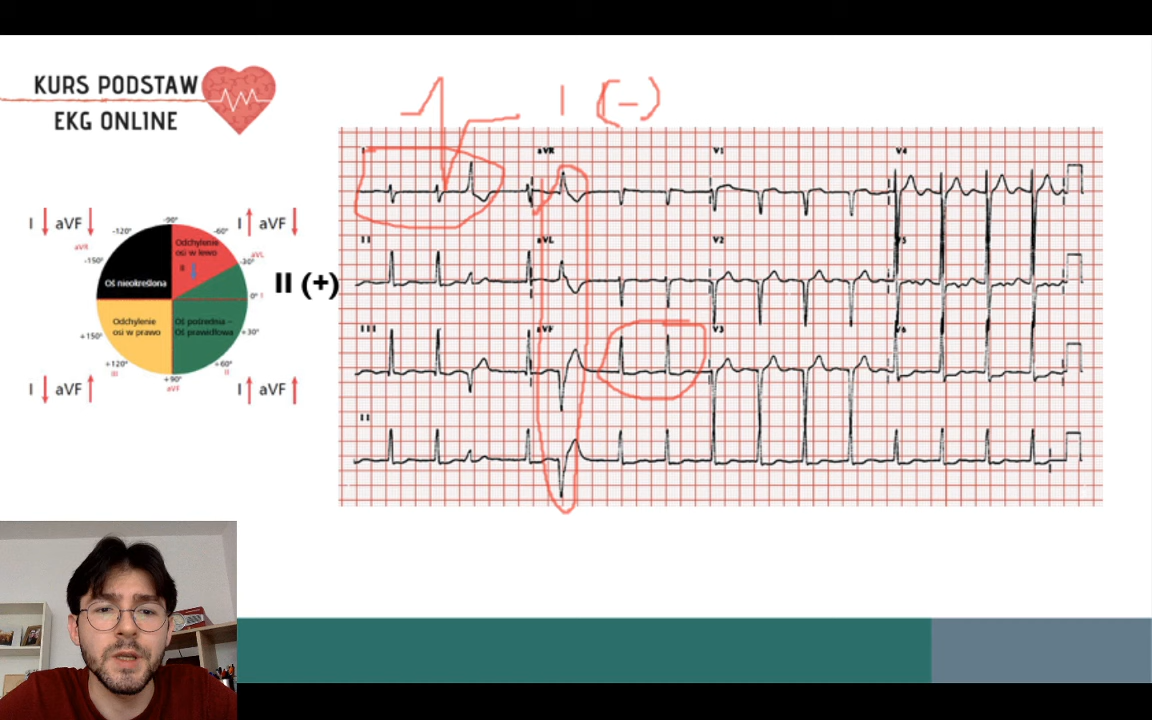 KURS PODSTAW
EKG ONLINE
I (-)
I aVR V1 V4
II aVL V2 V5
III aVF V3 V6
II
I aVF
I aVF
-90°
-120°
-60°
aVR
Odchylenie
osi w lewo
aVL
-150°
II
-30°
Oś nieokreślona
0° I
II (+)
Odchylenie
osi w prawo
Oś pośrednia –
Oś prawidłowa
+150°
+30°
+120°
+60°
III
+90°
II
aVF
I aVF
I aVF